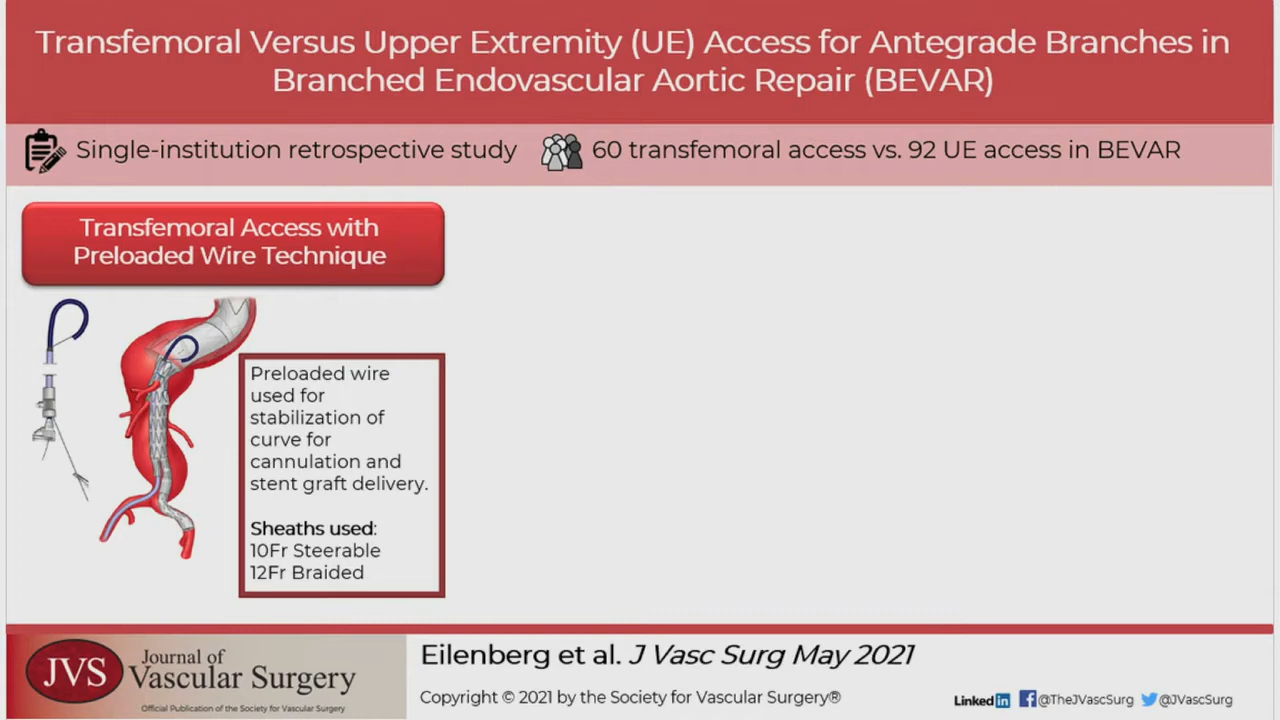 Transfemoral Versus Upper Extremity (UE) Access for Antegrade Branches in
Branched Endovascular Aortic Repair (BEVAR)
Single-institution retrospective study
60 transfemoral access vs. 92 UE access in BEVAR
Transfemoral Access with
Preloaded Wire Technique
Preloaded wire
used for
stabilization of
curve for
cannulation and
stent graft delivery.
Sheaths used:
10Fr Steerable
12Fr Braided
JVS
Journal of
Vascular Surgery
Official Publication of the Society for Vascular Surgery
Eilenberg et al. J Vasc Surg May 2021
Copyright © 2021 by the Society for Vascular Surgery®
Linked in
@TheJVascSurg
@JVascSurg